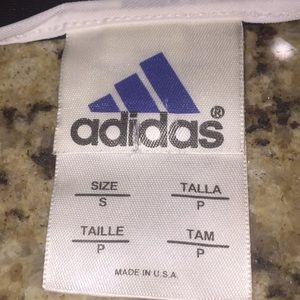 adidas®
SIZE TALLA
S P
TAILLE TAM
P P
MADE IN U.S.A.